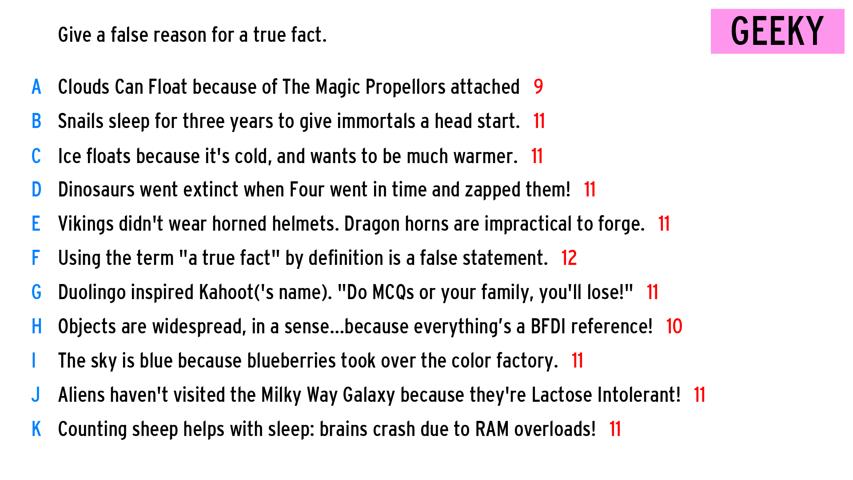 Give a false reason for a true fact.
GEEKY
A Clouds Can Float because of The Magic Propellors attached 9
B Snails sleep for three years to give immortals a head start. 11
C Ice floats because it's cold, and wants to be much warmer. 11
D Dinosaurs went extinct when Four went in time and zapped them! 11
E Vikings didn't wear horned helmets. Dragon horns are impractical to forge. 11
F Using the term "a true fact" by definition is a false statement. 12
G Duolingo inspired Kahoot('s name). "Do MCQs or your family, you'll lose!" 11
H Objects are widespread, in a sense...because everything’s a BFDI reference! 10
I The sky is blue because blueberries took over the color factory. 11
J Aliens haven't visited the Milky Way Galaxy because they're Lactose Intolerant! 11
K Counting sheep helps with sleep: brains crash due to RAM overloads! 11